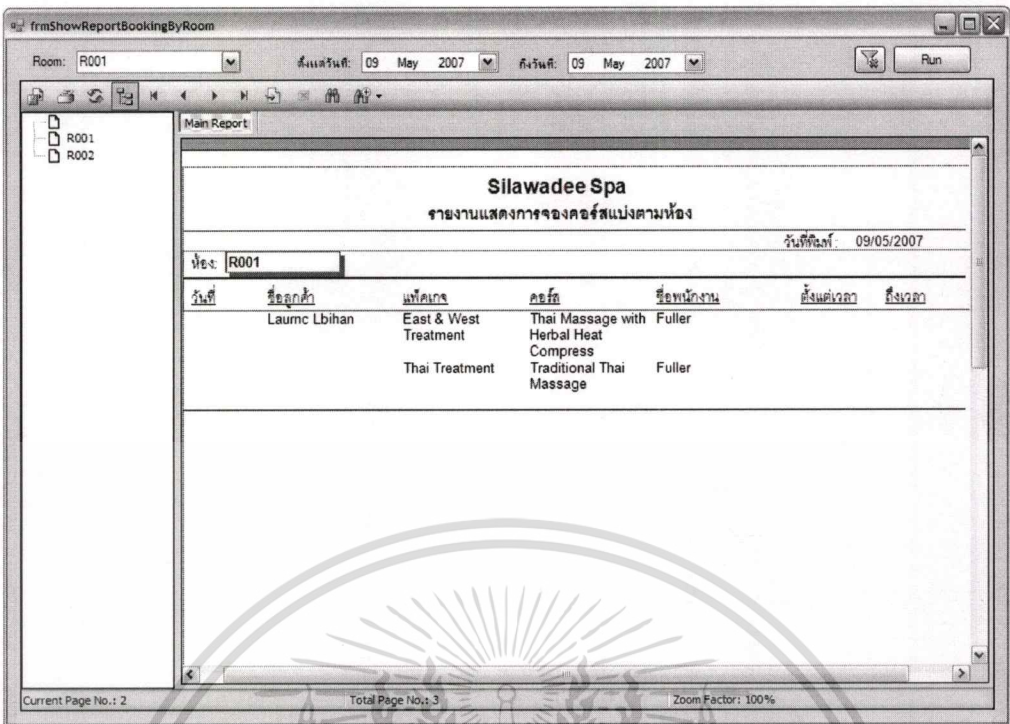 frmShowReportBookingByRoom
Room: R001 ตั้งแต่วันที่: 09 May 2007 ถึงวันที่: 09 May 2007 Run
R001
R002
Main Report
Silawadee Spa
รายงานแสดงการจองคอร์สแบ่งตามห้อง
วันที่พิมพ์ : 09/05/2007
ห้อง: R001
วันที่ ชื่อลูกค้า แพ็คเกจ คอร์ส ชื่อพนักงาน ตั้งแต่เวลา ถึงเวลา
Laurnc Lbihan East & West Thai Massage with Fuller
Treatment Herbal Heat
Compress
Thai Treatment Traditional Thai Fuller
Massage
Current Page No.: 2 Total Page No.: 3 Zoom Factor: 100%